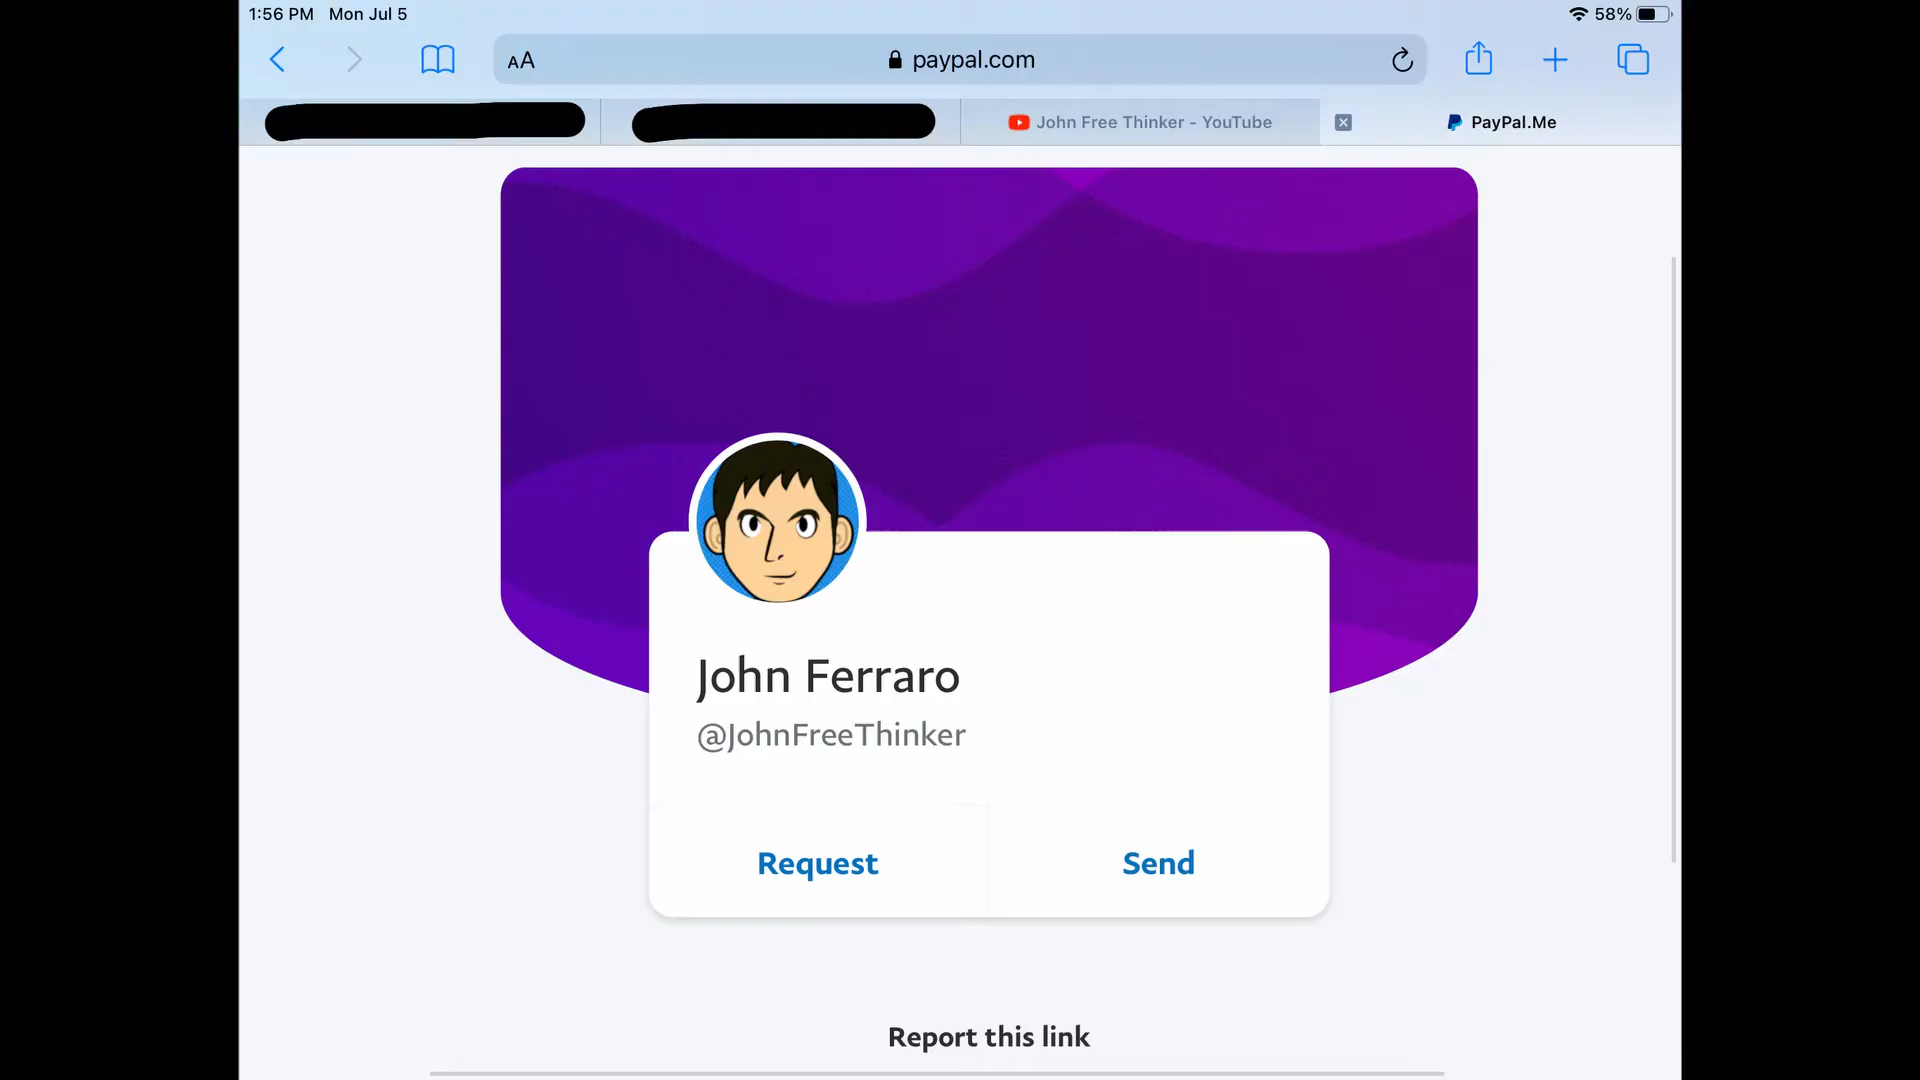 1:56 PM Mon Jul 5
58%
AA
paypal.com
John Free Thinker - YouTube
PayPal.Me
John Ferraro
@JohnFreeThinker
Request
Send
Report this link